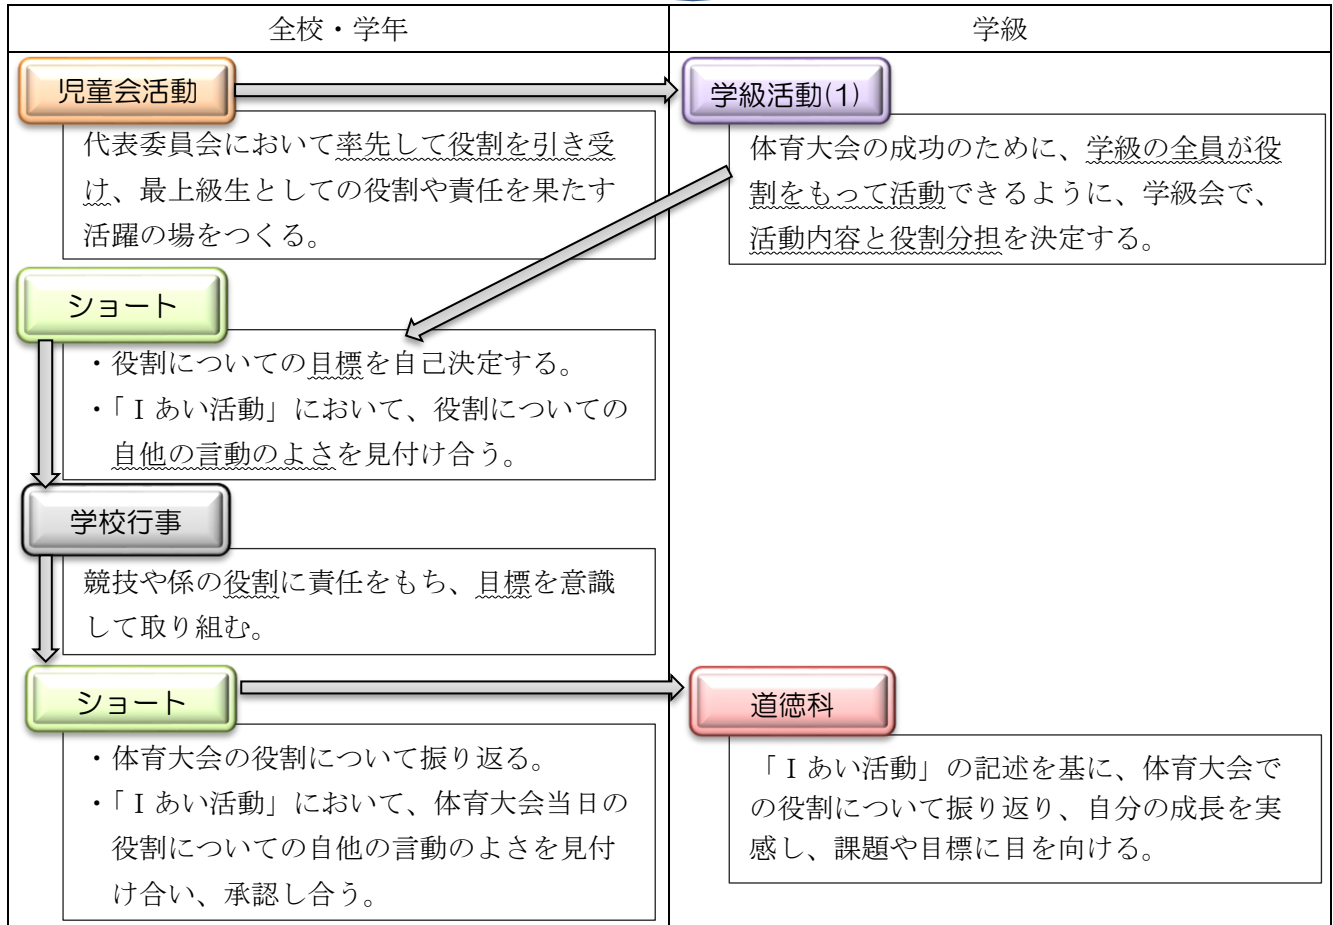 全校・学年
学級
児童会活動
代表委員会において率先して役割を引き受
け、最上級生としての役割や責任を果たす
活躍の場をつくる。
学級活動(1)
体育大会の成功のために、学級の全員が役
割をもって活動できるように、学級会で、
活動内容と役割分担を決定する。
ショート
・役割についての目標を自己決定する。
・「Ｉあい活動」において、役割についての
自他の言動のよさを見付け合う。
学校行事
競技や係の役割に責任をもち、目標を意識
して取り組む。
ショート
・体育大会の役割について振り返る。
・「Ｉあい活動」において、体育大会当日の
役割についての自他の言動のよさを見付
け合い、承認し合う。
道徳科
「Ｉあい活動」の記述を基に、体育大会で
の役割について振り返り、自分の成長を実
感し、課題や目標に目を向ける。